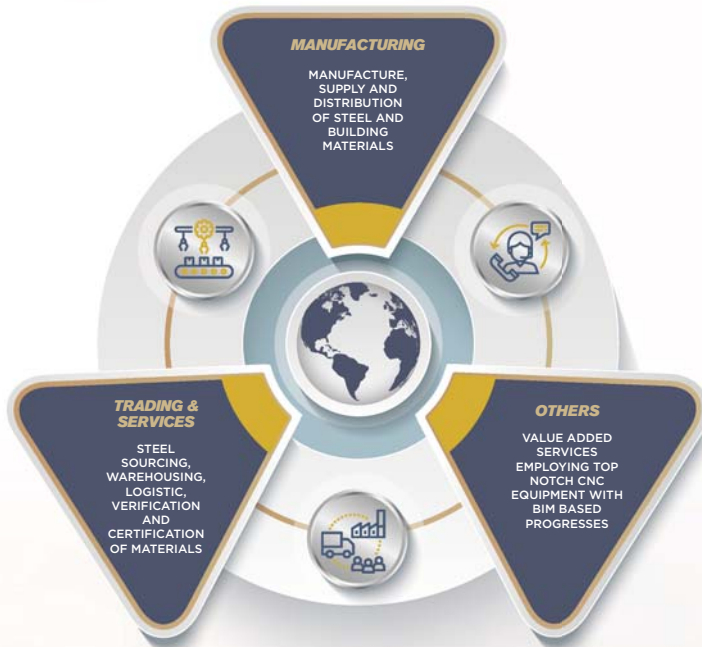 MANUFACTURING
MANUFACTURE,
SUPPLY AND
DISTRIBUTION
OF STEEL AND
BUILDING
MATERIALS
TRADING &
SERVICES
STEEL
SOURCING,
WAREHOUSING,
LOGISTIC,
VERIFICATION
AND
CERTIFICATION
OF MATERIALS
OTHERS
VALUE ADDED
SERVICES
EMPLOYING TOP
NOTCH CNC
EQUIPMENT WITH
BIM BASED
PROGRESSES